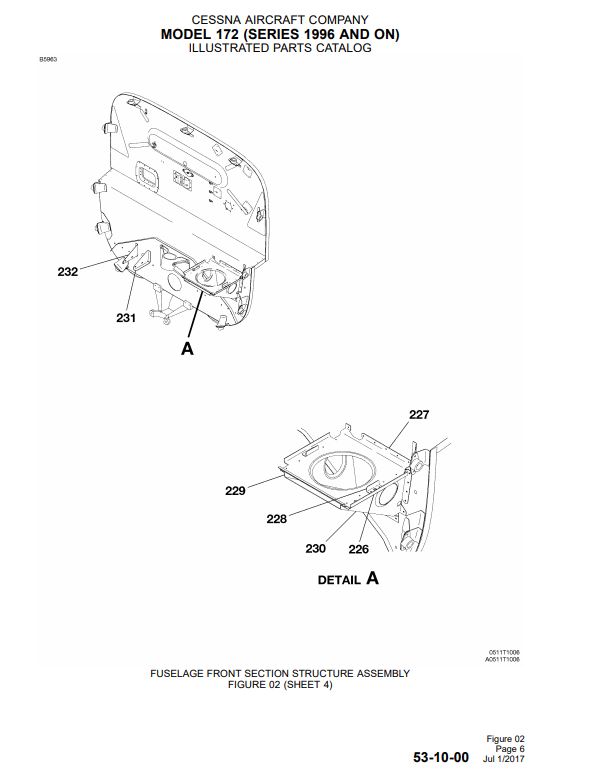 CESSNA AIRCRAFT COMPANY
MODEL 172 (SERIES 1996 AND ON)
ILLUSTRATED PARTS CATALOG
B5963
232
231
A
227
229
228
230 226
DETAIL A
0511T1006
A0511T1006
FUSELAGE FRONT SECTION STRUCTURE ASSEMBLY
FIGURE 02 (SHEET 4)
Figure 02
Page 6
53-10-00 Jul 1/2017